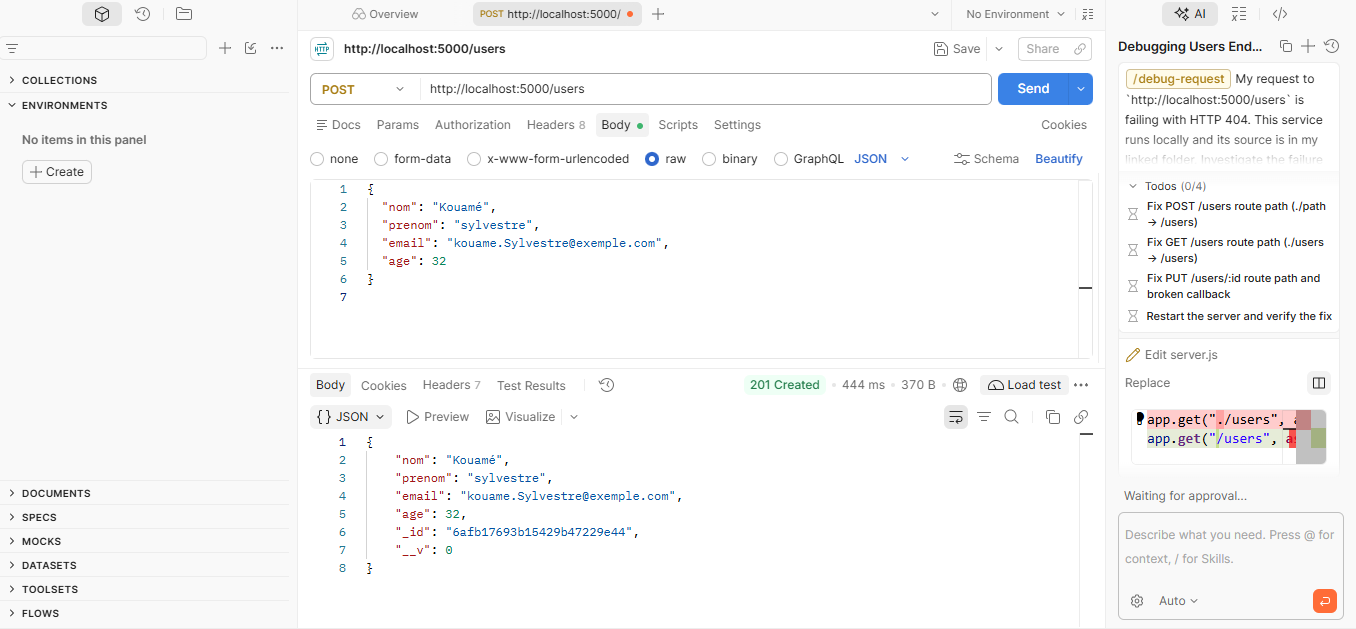 Overview
POST http://localhost:5000/
No Environment
AI
http://localhost:5000/users
Save
Share
Debugging Users End...
COLLECTIONS
ENVIRONMENTS
No items in this panel
Create
POST
http://localhost:5000/users
Send
Docs
Params
Authorization
Headers 8
Body
Scripts
Settings
Cookies
none
form-data
x-www-form-urlencoded
raw
binary
GraphQL
JSON
Schema
Beautify
1 {
2 "nom": "Kouamé",
3 "prenom": "sylvestre",
4 "email": "kouame.Sylvestre@exemple.com",
5 "age": 32
6 }
7
Body
Cookies
Headers 7
Test Results
201 Created
444 ms
370 B
Load test
{} JSON
Preview
Visualize
1 {
2 "nom": "Kouamé",
3 "prenom": "sylvestre",
4 "email": "kouame.Sylvestre@exemple.com",
5 "age": 32,
6 "_id": "6afb17693b15429b47229e44",
7 "__v": 0
8 }
DOCUMENTS
SPECS
MOCKS
DATASETS
TOOLSETS
FLOWS
/debug-request My request to
`http://localhost:5000/users` is
failing with HTTP 404. This service
runs locally and its source is in my
linked folder. Investigate the failure
Todos (0/4)
Fix POST /users route path (./path
→ /users)
Fix GET /users route path (./users
→ /users)
Fix PUT /users/:id route path and
broken callback
Restart the server and verify the fix
Edit server.js
Replace
app.get("./users", a
app.get("/users", as
Waiting for approval...
Describe what you need. Press @ for
context, / for Skills.
Auto